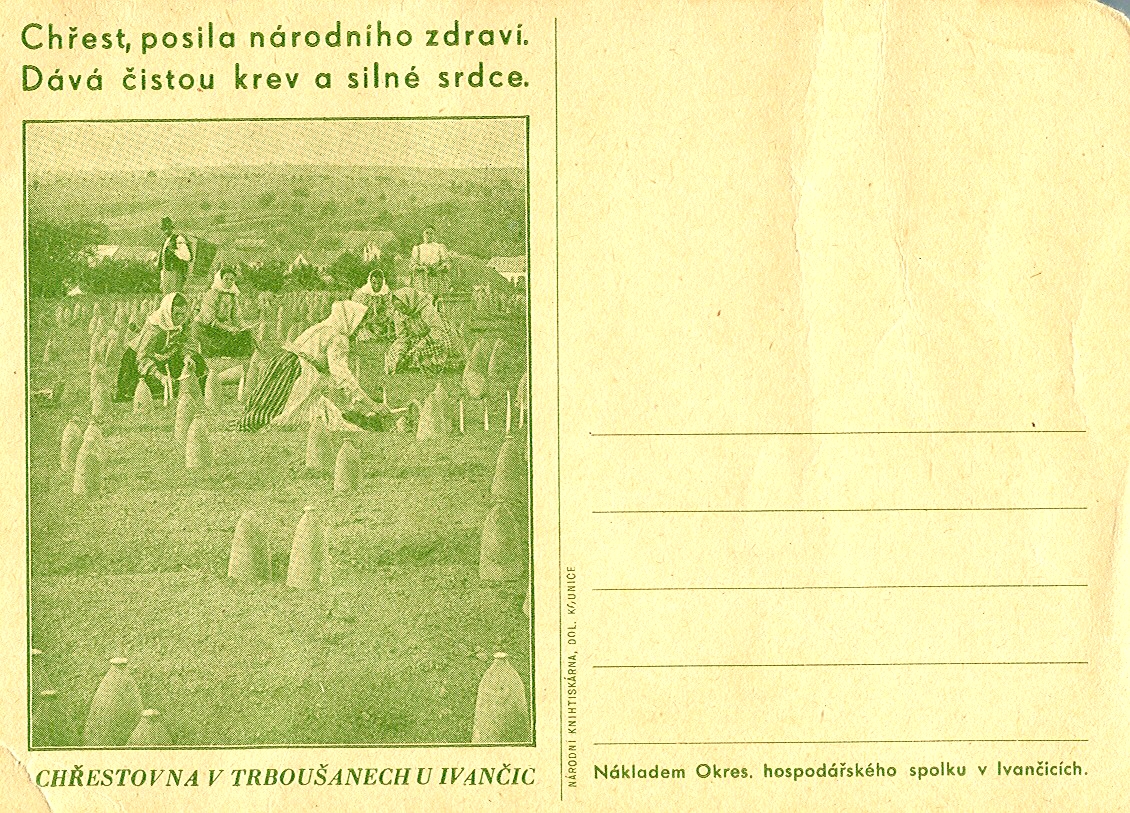 Chřest, posila národního zdraví.
Dává čistou krev a silné srdce.
CHŘESTOVNA V TRBOUŠANECH U IVANČIC
NÁRODNÍ KNIHTISKÁRNA, DOL. KOUNICE
Nákladem Okres. hospodářského spolku v Ivančicích.